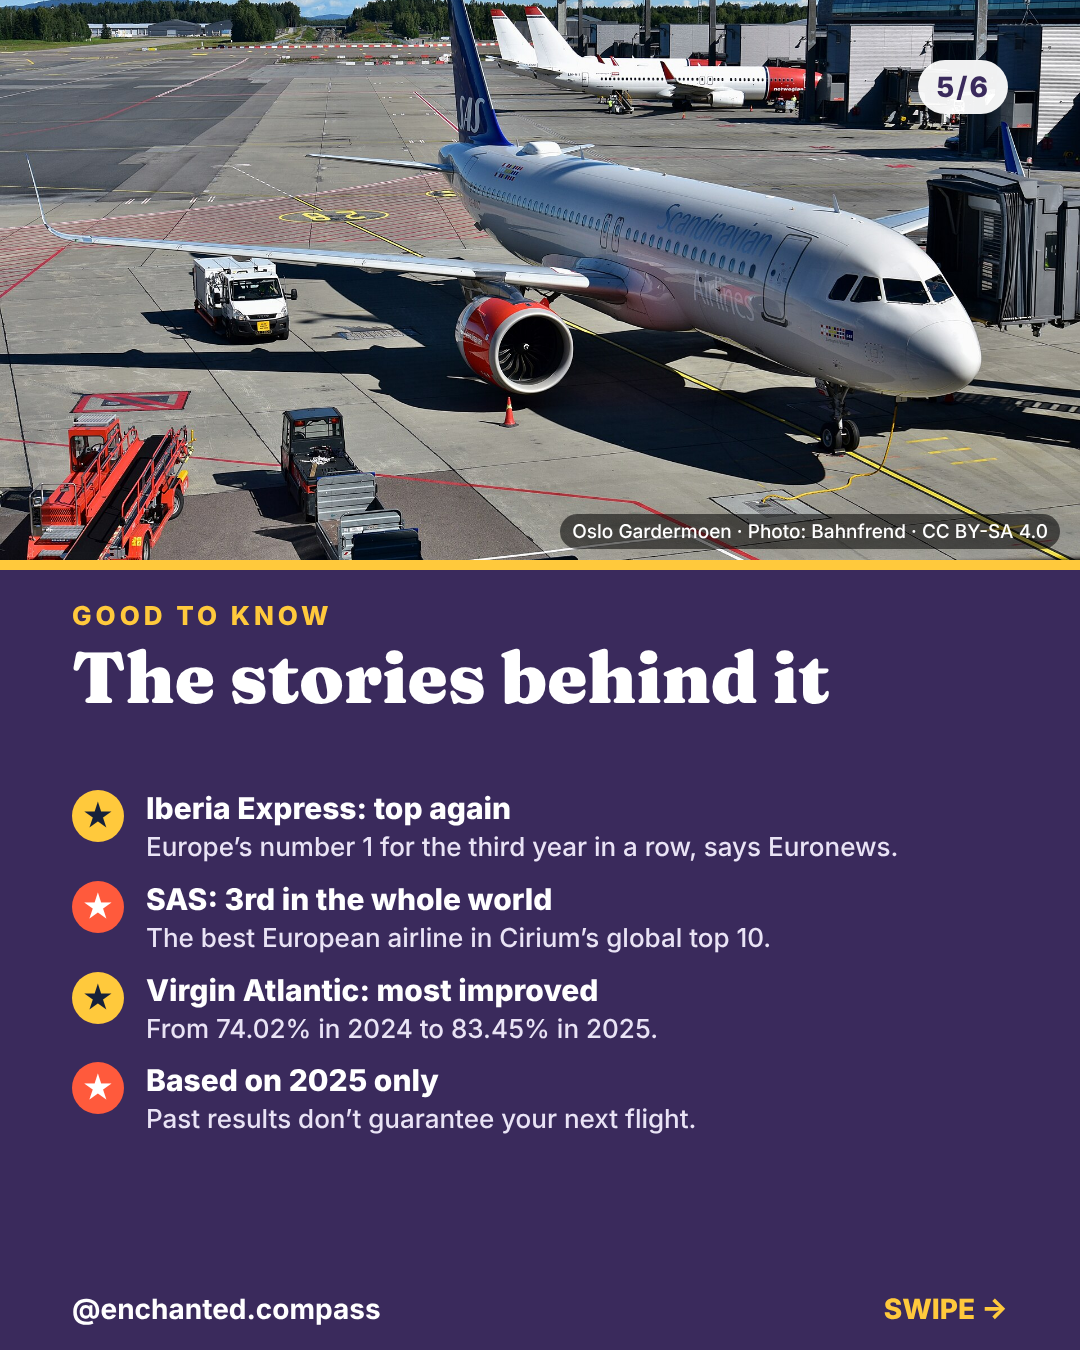 SAS
norwegian
5/6
Scandinavian
Airlines
Oslo Gardermoen · Photo: Bahnfrend · CC BY-SA 4.0
GOOD TO KNOW
The stories behind it
★ Iberia Express: top again
Europe’s number 1 for the third year in a row, says Euronews.
★ SAS: 3rd in the whole world
The best European airline in Cirium’s global top 10.
★ Virgin Atlantic: most improved
From 74.02% in 2024 to 83.45% in 2025.
★ Based on 2025 only
Past results don’t guarantee your next flight.
@enchanted.compass
SWIPE →